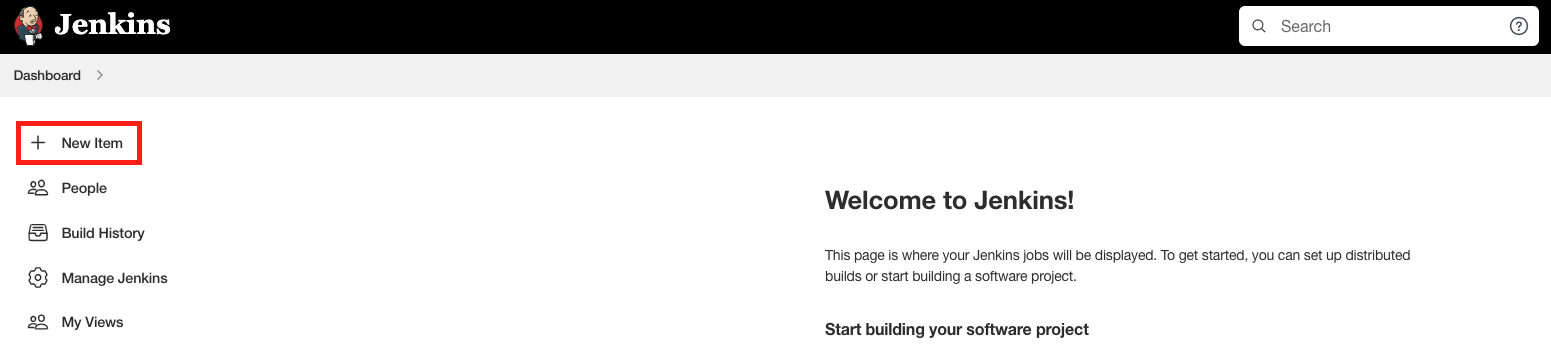 Jenkins
Search
Dashboard
New Item
People
Build History
Manage Jenkins
My Views
Welcome to Jenkins!
This page is where your Jenkins jobs will be displayed. To get started, you can set up distributed
builds or start building a software project.
Start building your software project